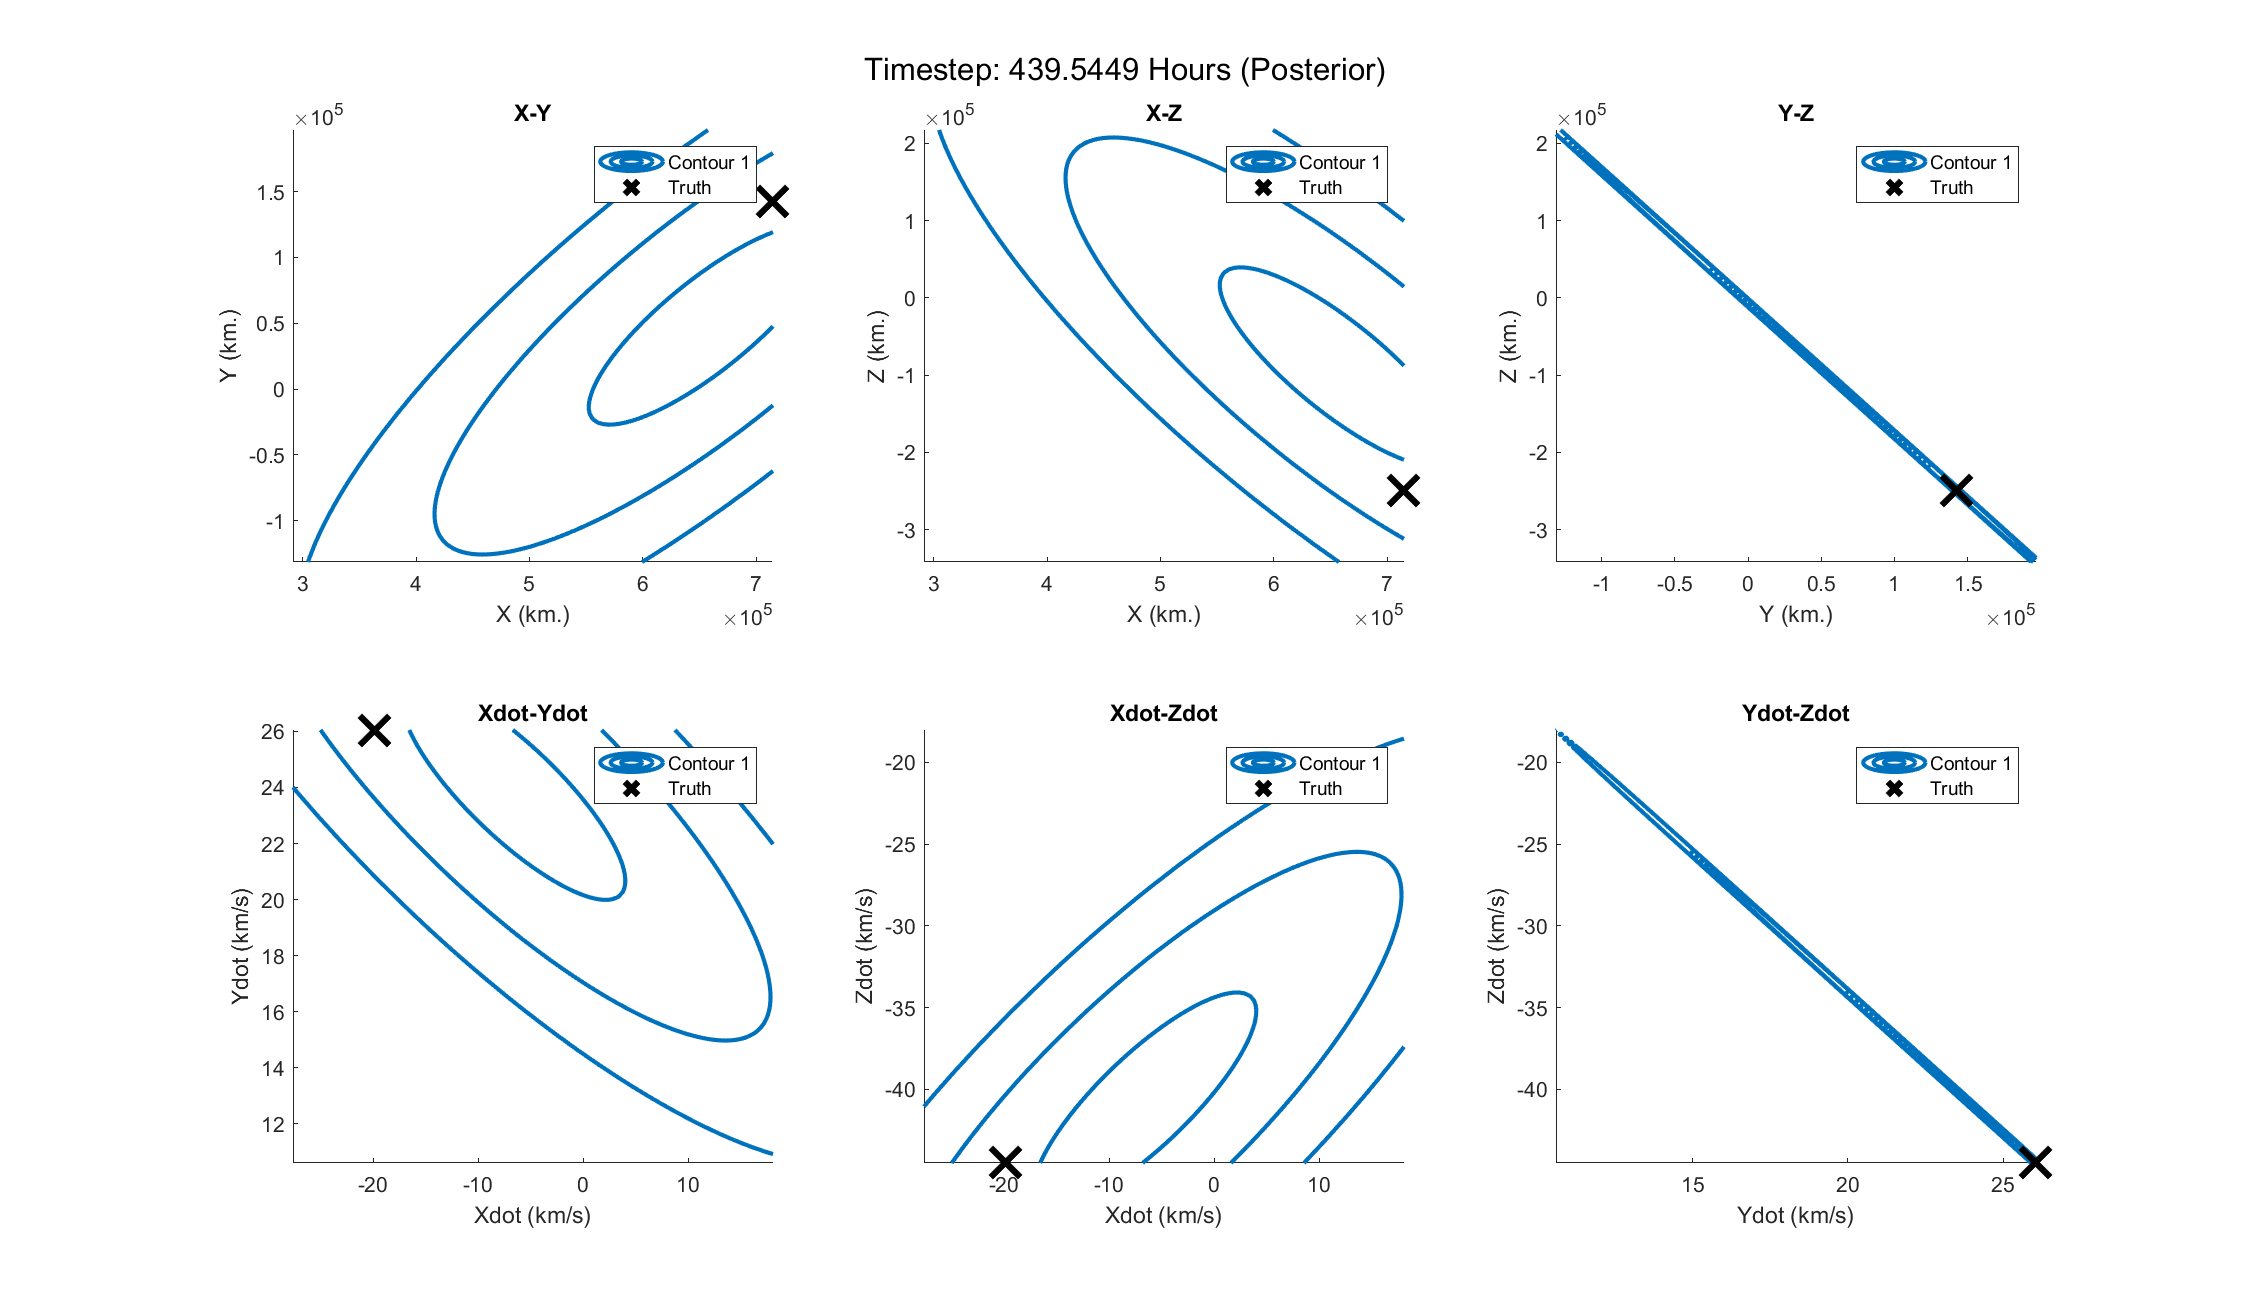 Timestep: 439.5449 Hours (Posterior)
X-Y
×10^5
Contour 1
Truth
1.5
1
0.5
0
-0.5
-1
Y (km.)
3 4 5 6 7
X (km.)
×10^5
X-Z
×10^5
Contour 1
Truth
2
1
0
-1
-2
-3
Z (km.)
3 4 5 6 7
X (km.)
×10^5
Y-Z
×10^5
Contour 1
Truth
2
1
0
-1
-2
-3
Z (km.)
-1 -0.5 0 0.5 1 1.5
Y (km.)
×10^5
Xdot-Ydot
Contour 1
Truth
26
24
22
20
18
16
14
12
Ydot (km/s)
-20 -10 0 10
Xdot (km/s)
Xdot-Zdot
Contour 1
Truth
-20
-25
-30
-35
-40
Zdot (km/s)
-20 -10 0 10
Xdot (km/s)
Ydot-Zdot
Contour 1
Truth
-20
-25
-30
-35
-40
Zdot (km/s)
15 20 25
Ydot (km/s)